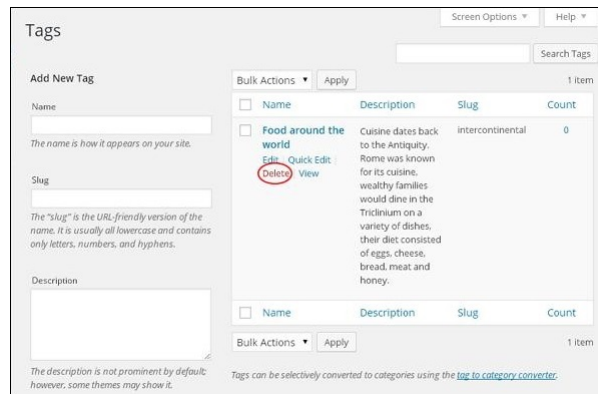 Screen Options ▼ Help ▼
Tags
Search Tags
Add New Tag
Name
The name is how it appears on your site.
Slug
The "slug" is the URL-friendly version of the
name. It is usually all lowercase and contains
only letters, numbers, and hyphens.
Description
The description is not prominent by default;
however, some themes may show it.
Bulk Actions ▼ Apply 1 item
Name Description Slug Count
Food around the
world
Edit | Quick Edit |
Delete | View
Cuisine dates back
to the Antiquity.
Rome was known
for its cuisine,
wealthy families
would dine in the
Triclinium on a
variety of dishes,
their diet consisted
of eggs, cheese,
bread, meat and
honey.
intercontinental
0
Name Description Slug Count
Bulk Actions ▼ Apply 1 item
Tags can be selectively converted to categories using the tag to category converter.